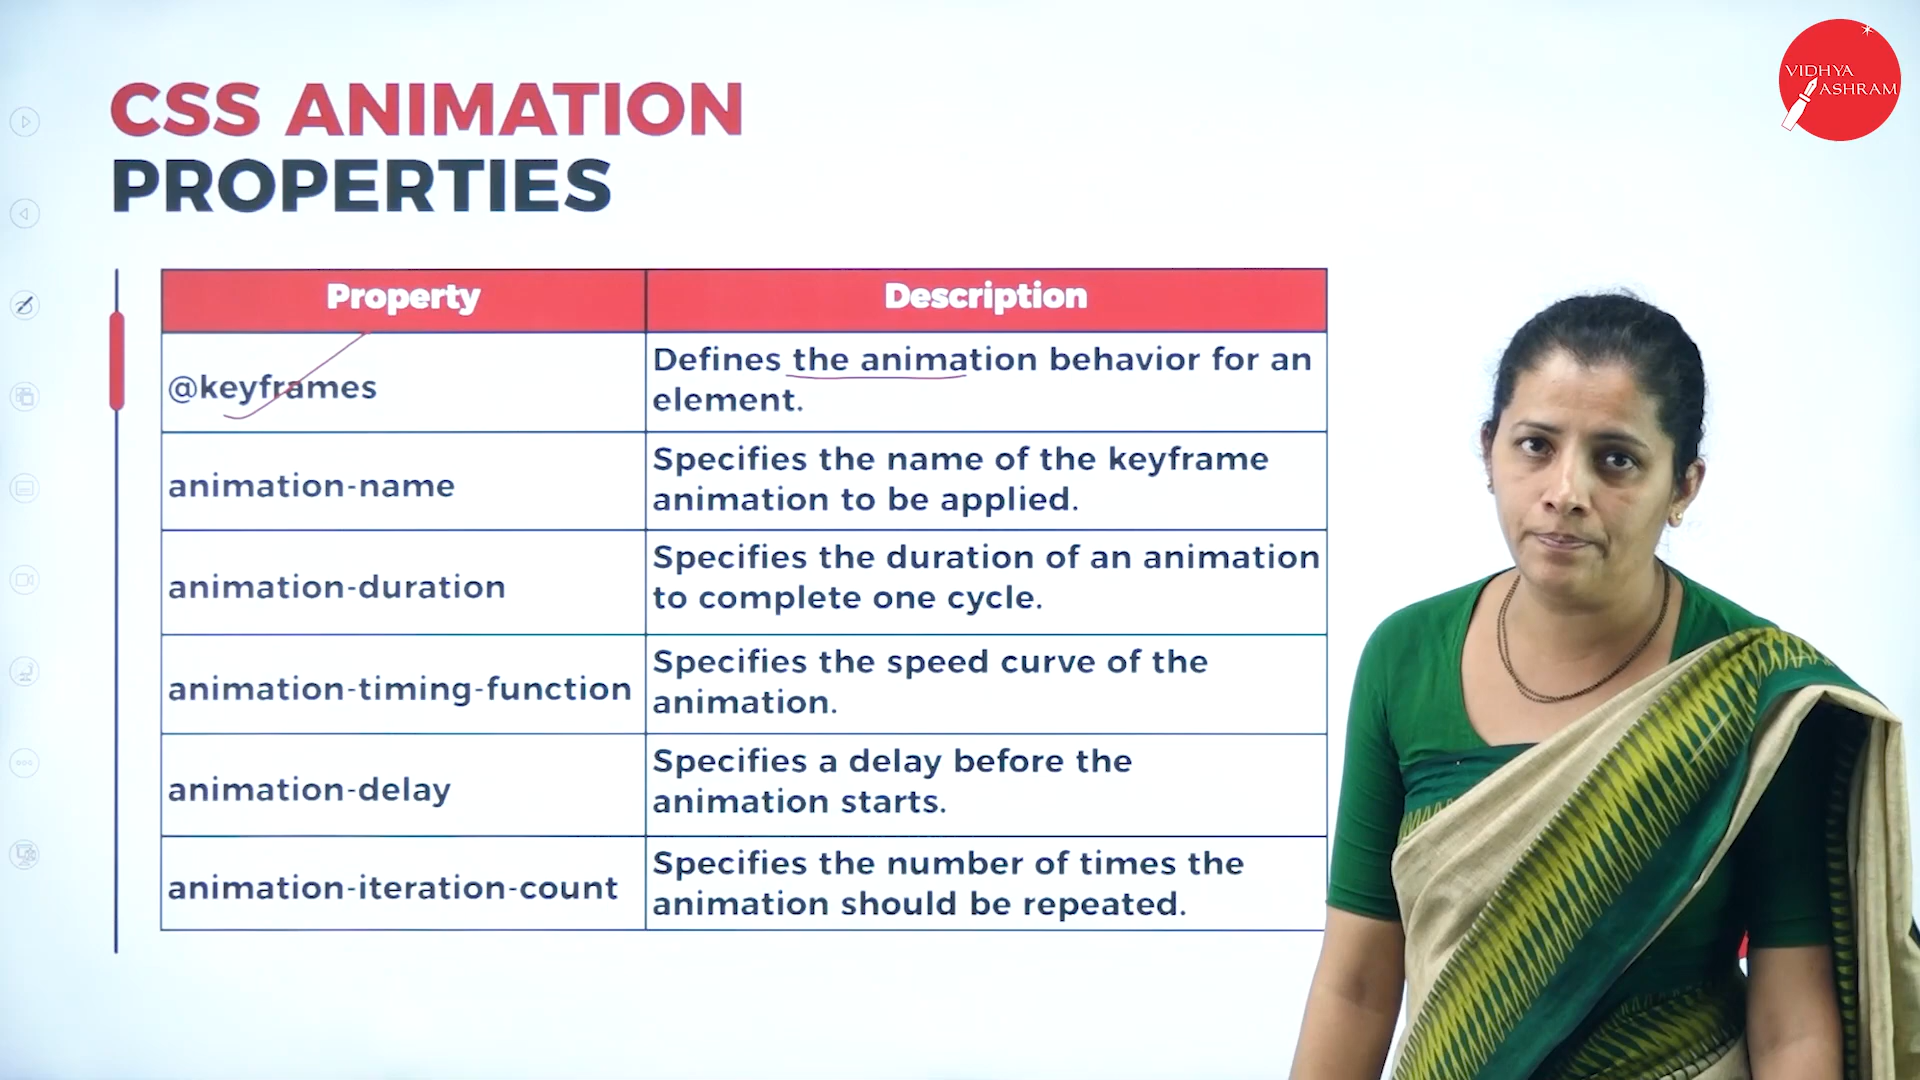 VIDHYA
ASHRAM
CSS ANIMATION
PROPERTIES
Property
Description
@keyframes
Defines the animation behavior for an
element.
animation-name
Specifies the name of the keyframe
animation to be applied.
animation-duration
Specifies the duration of an animation
to complete one cycle.
animation-timing-function
Specifies the speed curve of the
animation.
animation-delay
Specifies a delay before the
animation starts.
animation-iteration-count
Specifies the number of times the
animation should be repeated.